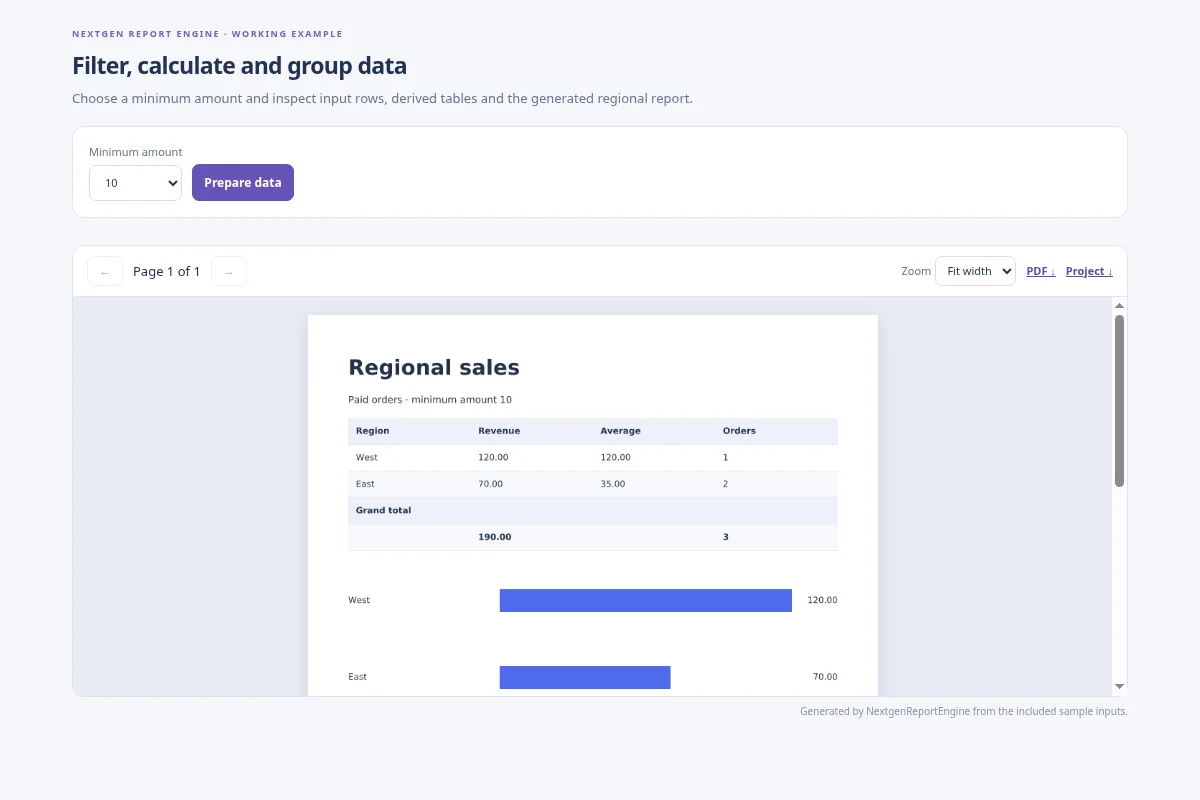 NEXTGEN REPORT ENGINE · WORKING EXAMPLE
Filter, calculate and group data
Choose a minimum amount and inspect input rows, derived tables and the generated regional report.
Minimum amount
10 Prepare data
← Page 1 of 1 → Zoom Fit width PDF ↓ Project ↓
Regional sales
Paid orders · minimum amount 10
Region Revenue Average Orders
West 120.00 120.00 1
East 70.00 35.00 2
Grand total
190.00 3
West 120.00
East 70.00
Generated by NextgenReportEngine from the included sample inputs.